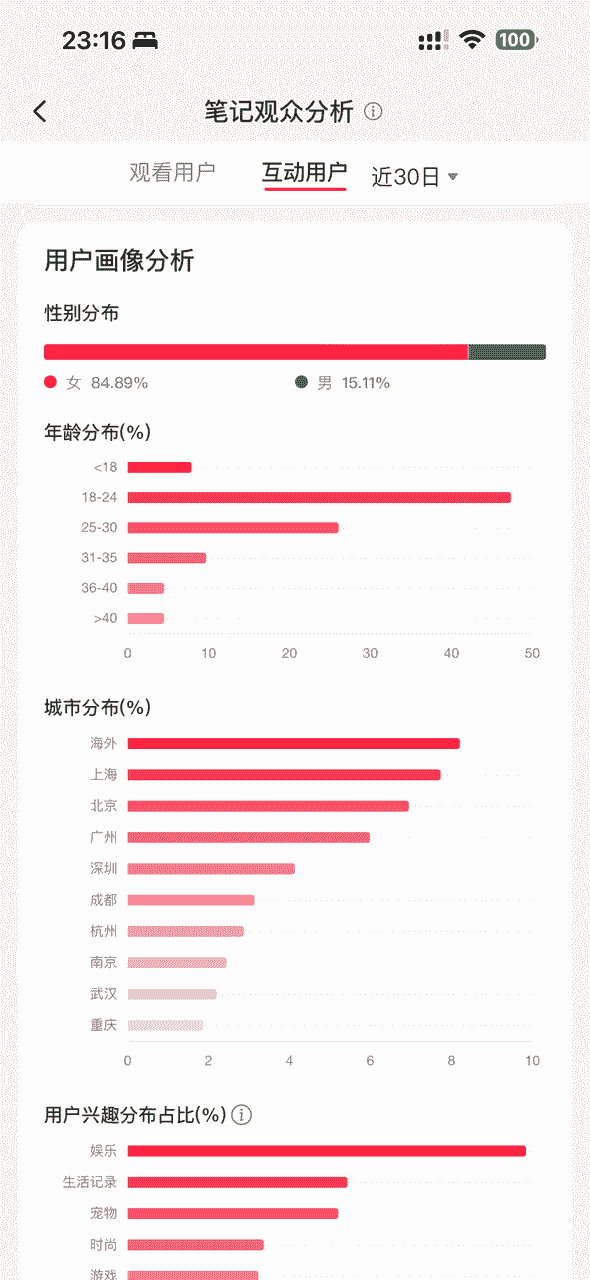 23:16
100
笔记观众分析
观看用户 互动用户 近30日
用户画像分析
性别分布
女 84.89% 男 15.11%
年龄分布(%)
<18
18-24
25-30
31-35
36-40
>40
0 10 20 30 40 50
城市分布(%)
海外
上海
北京
广州
深圳
成都
杭州
南京
武汉
重庆
0 2 4 6 8 10
用户兴趣分布占比(%)
娱乐
生活记录
宠物
时尚
游戏